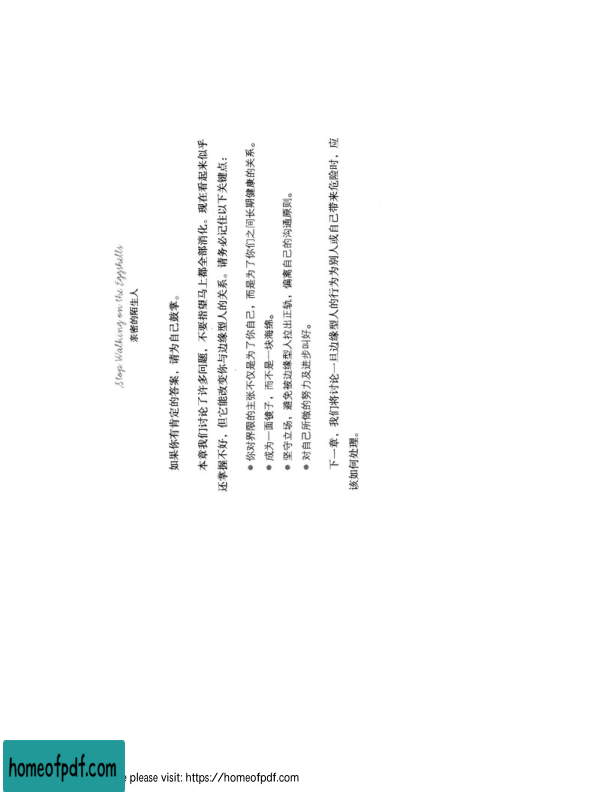 Stop Walking on the Eggshells
亲密的陌生人
如果你有肯定的答案，请为自己鼓掌。
本章我们讨论了许多问题，不要指望马上都全部消化。现在看起来似乎
还掌握不好，但它能改变你与边缘型人的关系。请务必记住以下关键点：
● 你对界限的主张不仅是为了你自己，而是为了你们之间长期健康的关系。
● 成为一面镜子，而不是一块海绵。
● 坚守立场，避免被边缘型人拉出正轨，偏离自己的沟通原则。
● 对自己所做的努力及进步叫好。
下一章，我们将讨论一旦边缘型人的行为为别人或自己带来危险时，应
该如何处理。
homeofpdf.com
please visit: https://homeofpdf.com